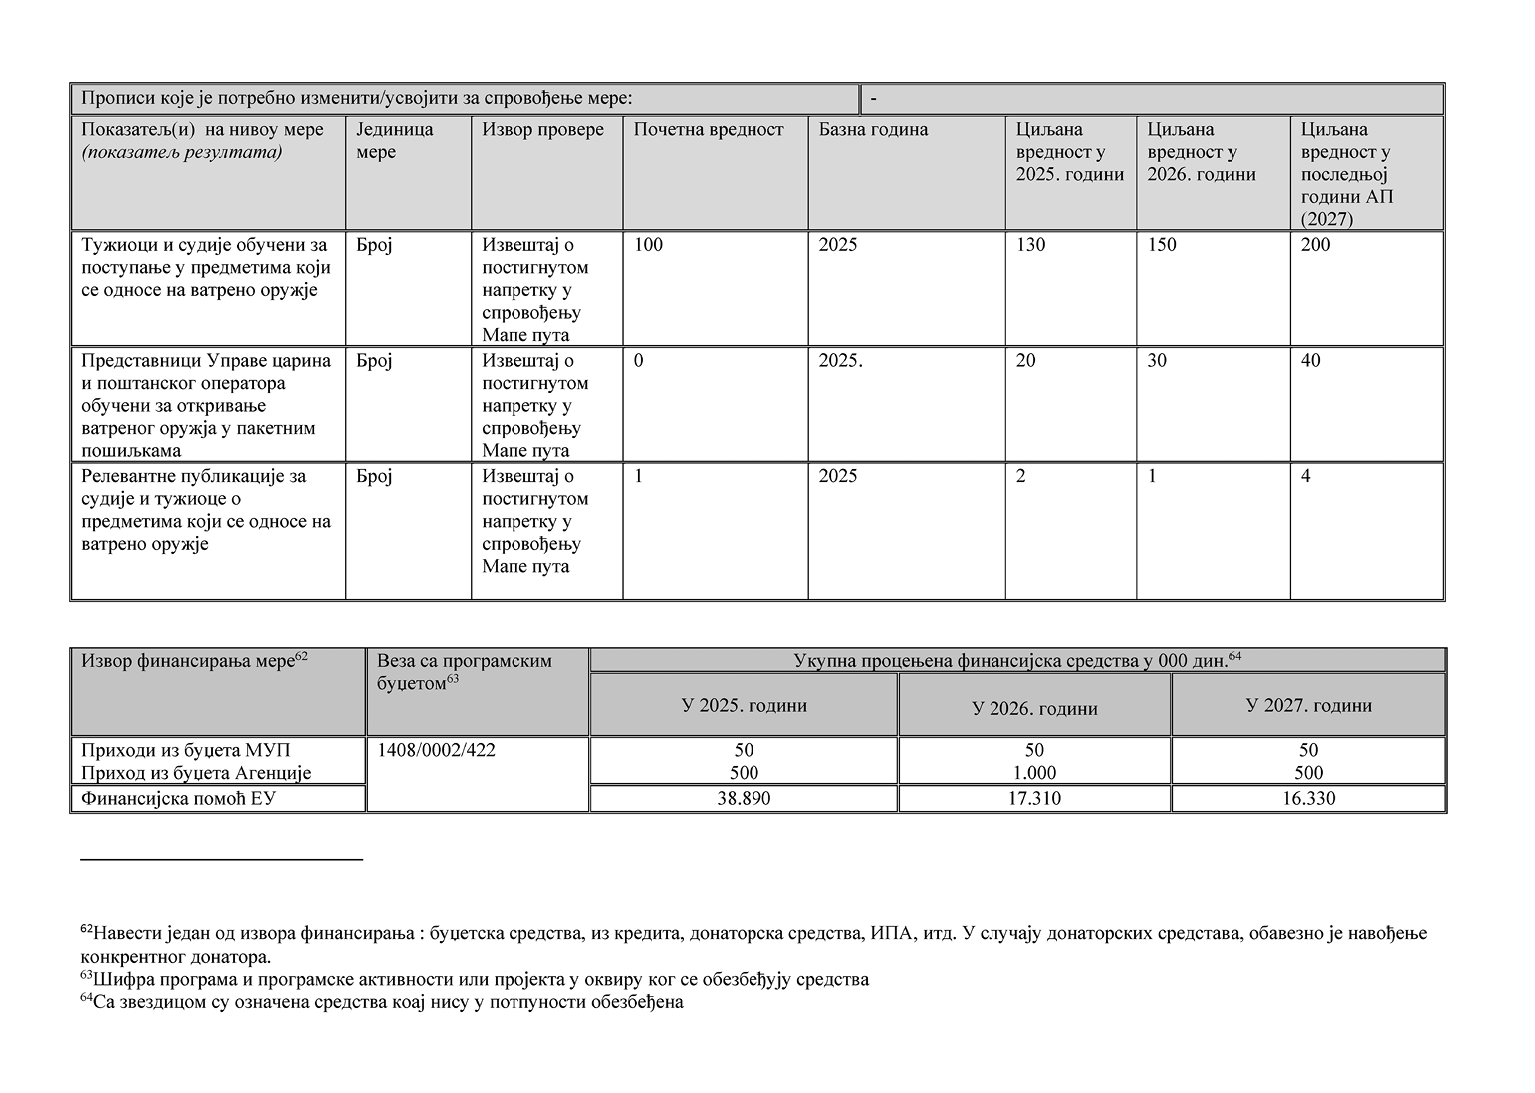 Прописи које је потребно изменити/усвојити за спровођење мере: -
Показатељ(и) на нивоу мере Јединица Извор провере Почетна вредност Базна година Циљана Циљана Циљана
(показатељ резултата) мере вредност у вредност у вредност у
2025. години 2026. години последњој
години АП
(2027)
Тужиоци и судије обучени за Број Извештај о 100 2025 130 150 200
поступање у предметима који постигнутом
се односе на ватрено оружје напретку у
спровођењу
Мапе пута
Представници Управе царина Број Извештај о 0 2025. 20 30 40
и поштанског оператора постигнутом
обучени за откривање напретку у
ватреног оружја у пакетним спровођењу
пошиљкама Мапе пута
Релевантне публикације за Број Извештај о 1 2025 2 1 4
судије и тужиоце о постигнутом
предметима који се односе на напретку у
ватрено оружје спровођењу
Мапе пута
Извор финансирања мере62 Веза са програмским Укупна процењена финансијска средства у 000 дин.64
буџетом63
У 2025. години У 2026. години У 2027. години
Приходи из буџета МУП 1408/0002/422 50 50 50
Приход из буџета Агенције 500 1.000 500
Финансијска помоћ ЕУ 38.890 17.310 16.330
62Навести један од извора финансирања : буџетска средства, из кредита, донаторска средства, ИПА, итд. У случају донаторских средстава, обавезно је навођење
конкретног донатора.
63Шифра програма и програмске активности или пројекта у оквиру ког се обезбеђују средства
64Са звездицом су означена средства коај нису у потпуности обезбеђена